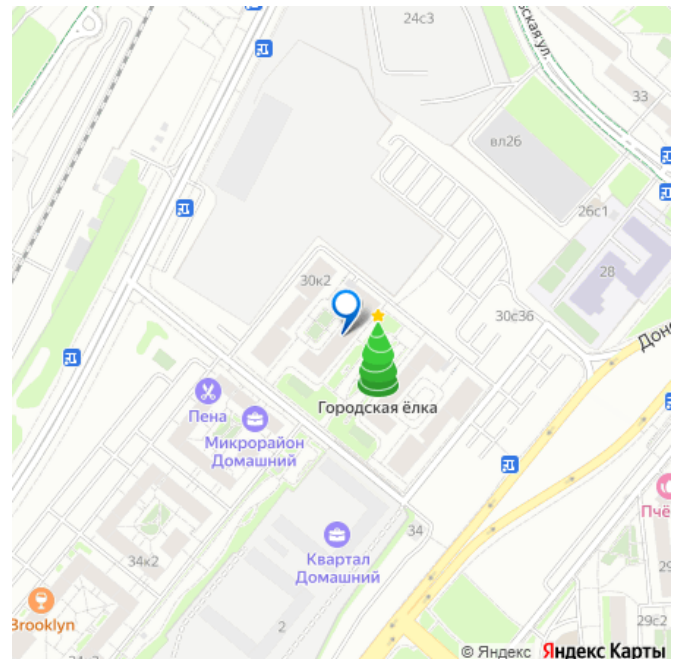 24с3
ская ул.
33
вл26
26с1
28
30к2
30с36
Дон
Городская ёлка
Пена
Микрорайон
Домашний
Пчё
34
Квартал
Домашний
34к2
29
29с2
Brooklyn
2
© Яндекс Яндекс Карты